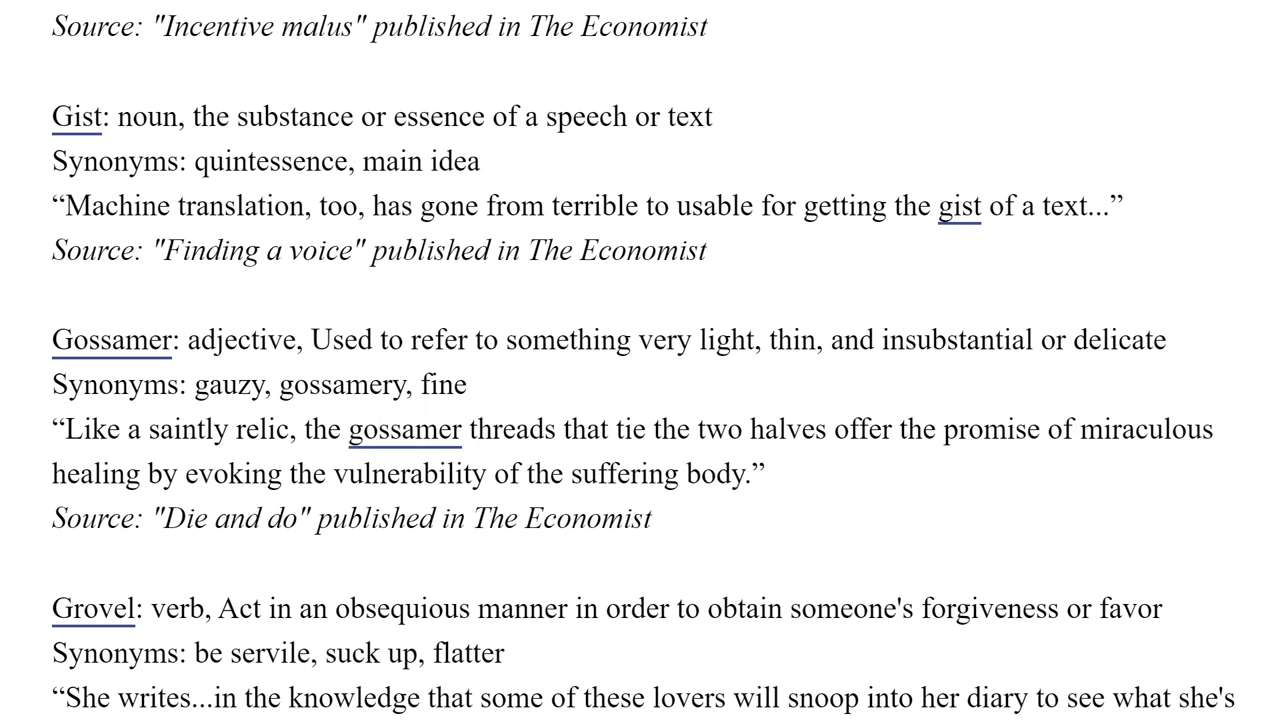 Source: "Incentive malus" published in The Economist
Gist: noun, the substance or essence of a speech or text
Synonyms: quintessence, main idea
“Machine translation, too, has gone from terrible to usable for getting the gist of a text...”
Source: "Finding a voice" published in The Economist
Gossamer: adjective, Used to refer to something very light, thin, and insubstantial or delicate
Synonyms: gauzy, gossamery, fine
“Like a saintly relic, the gossamer threads that tie the two halves offer the promise of miraculous
healing by evoking the vulnerability of the suffering body.”
Source: "Die and do" published in The Economist
Grovel: verb, Act in an obsequious manner in order to obtain someone's forgiveness or favor
Synonyms: be servile, suck up, flatter
“She writes...in the knowledge that some of these lovers will snoop into her diary to see what she's